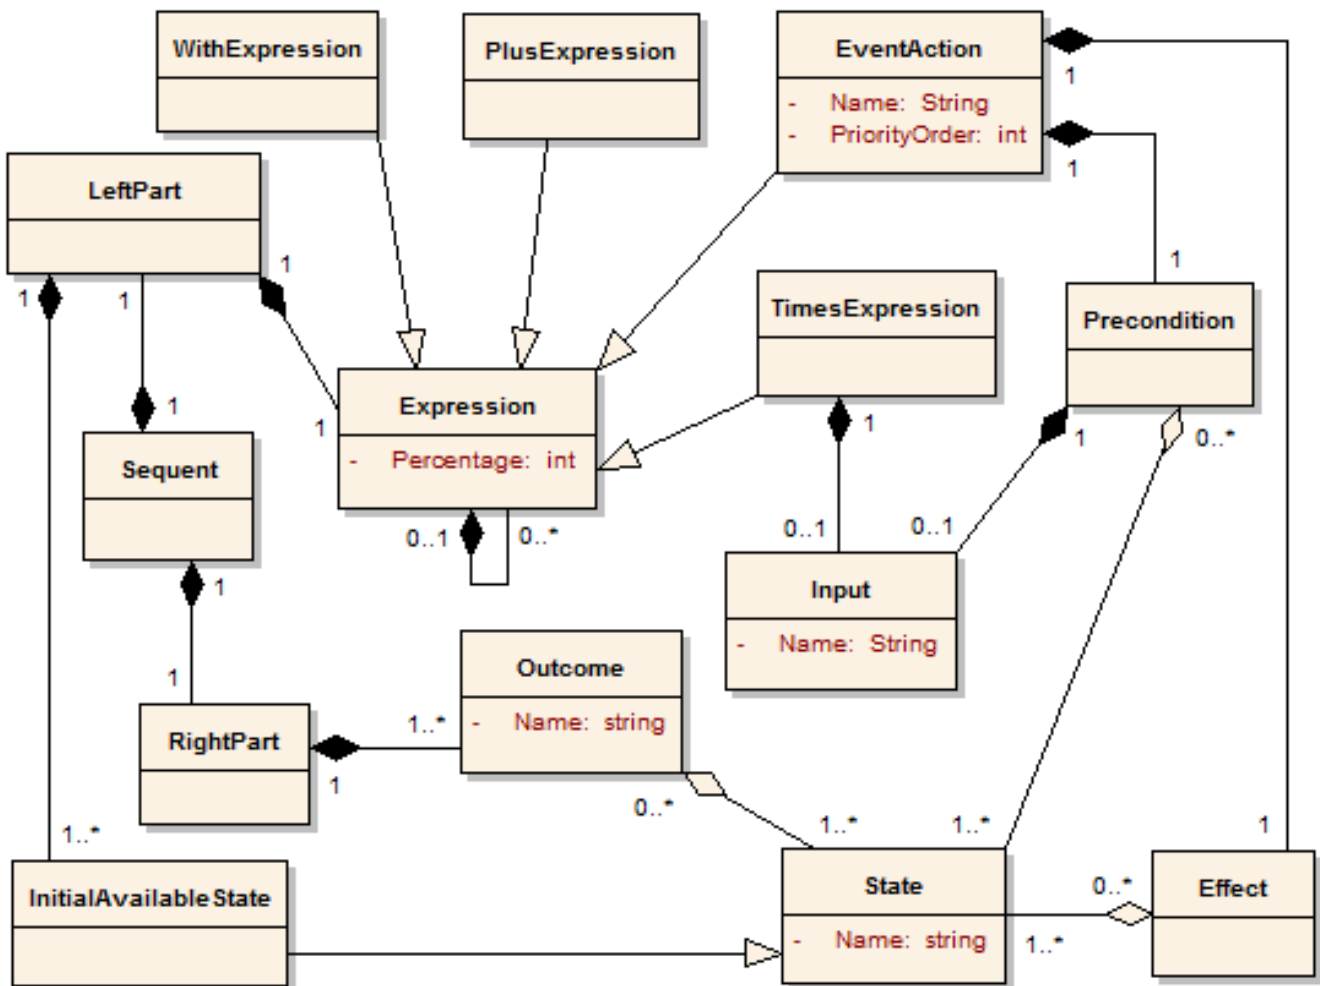 WithExpression
PlusExpression
EventAction
- Name: String
- PriorityOrder: int
1
1
LeftPart
1
1
1
1
TimesExpression
Precondition
Expression
- Percentage: int
1
1
1
1
0..*
Sequent
0..1
0..*
0..1
0..1
1
Input
- Name: String
Outcome
- Name: string
1
RightPart
1..*
1
0..*
1..*
1..*
1..*
1
InitialAvailableState
State
- Name: string
0..*
1..*
Effect